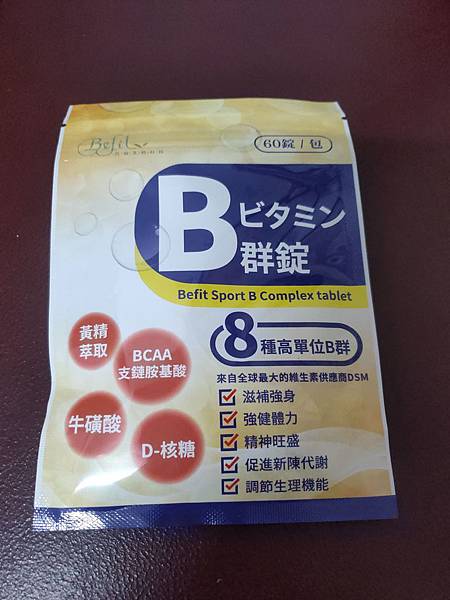 Befit
60錠/包
Bビタミン
群錠
Befit Sport B Complex tablet
8種高單位B群
來自全球最大的維生素供應商DSM
滋補強身
強健體力
精神旺盛
促進新陳代謝
調節生理機能
黃精
萃取
BCAA
支鏈胺基酸
牛磺酸
D-核糖